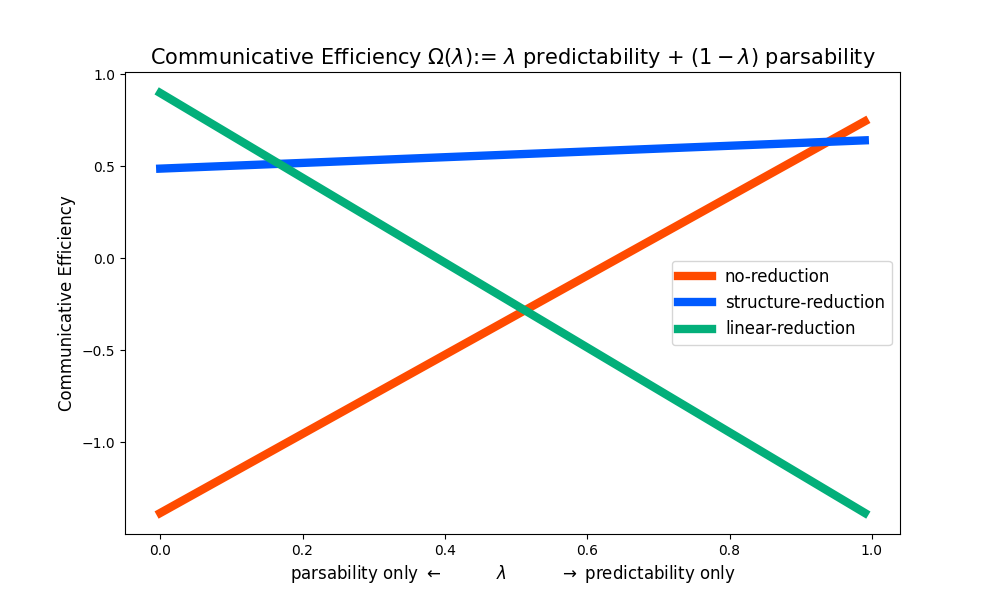 Communicative Efficiency Ω(λ):= λ predictability + (1 − λ) parsability
1.0
0.5
0.0
−0.5
−1.0
Communicative Efficiency
no-reduction
structure-reduction
linear-reduction
0.0 0.2 0.4 0.6 0.8 1.0
parsability only ← λ → predictability only